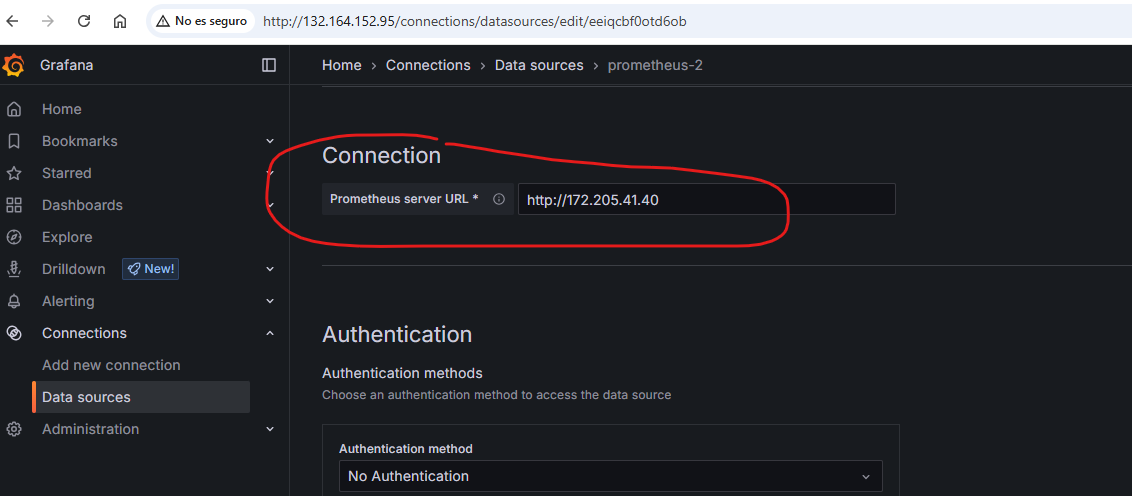 No es seguro http://132.164.152.95/connections/datasources/edit/eeiqcbf0otd6ob
Grafana
Home › Connections › Data sources › prometheus-2
Home
Bookmarks
Starred
Dashboards
Explore
Drilldown New!
Alerting
Connections
Add new connection
Data sources
Administration
Connection
Prometheus server URL * http://172.205.41.40
Authentication
Authentication methods
Choose an authentication method to access the data source
Authentication method
No Authentication